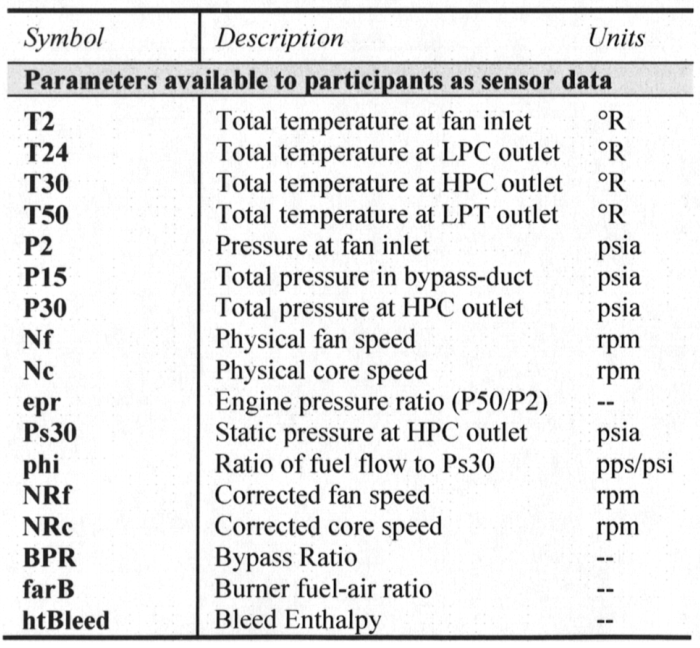 Symbol Description Units
Parameters available to participants as sensor data
T2 Total temperature at fan inlet °R
T24 Total temperature at LPC outlet °R
T30 Total temperature at HPC outlet °R
T50 Total temperature at LPT outlet °R
P2 Pressure at fan inlet psia
P15 Total pressure in bypass-duct psia
P30 Total pressure at HPC outlet psia
Nf Physical fan speed rpm
Nc Physical core speed rpm
epr Engine pressure ratio (P50/P2) --
Ps30 Static pressure at HPC outlet psia
phi Ratio of fuel flow to Ps30 pps/psi
NRf Corrected fan speed rpm
NRc Corrected core speed rpm
BPR Bypass Ratio --
farB Burner fuel-air ratio --
htBleed Bleed Enthalpy --